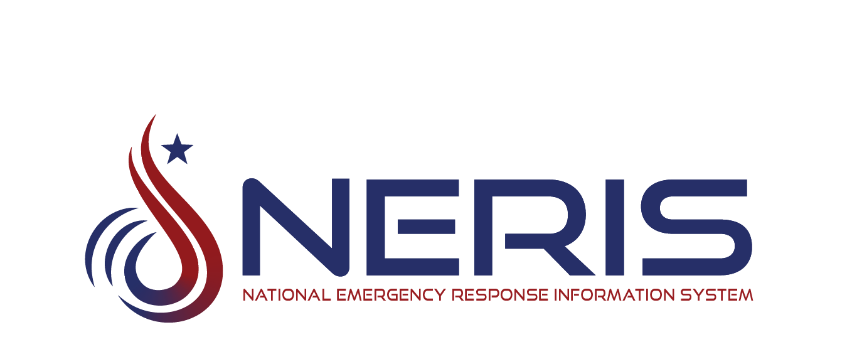 NERIS
NATIONAL EMERGENCY RESPONSE INFORMATION SYSTEM